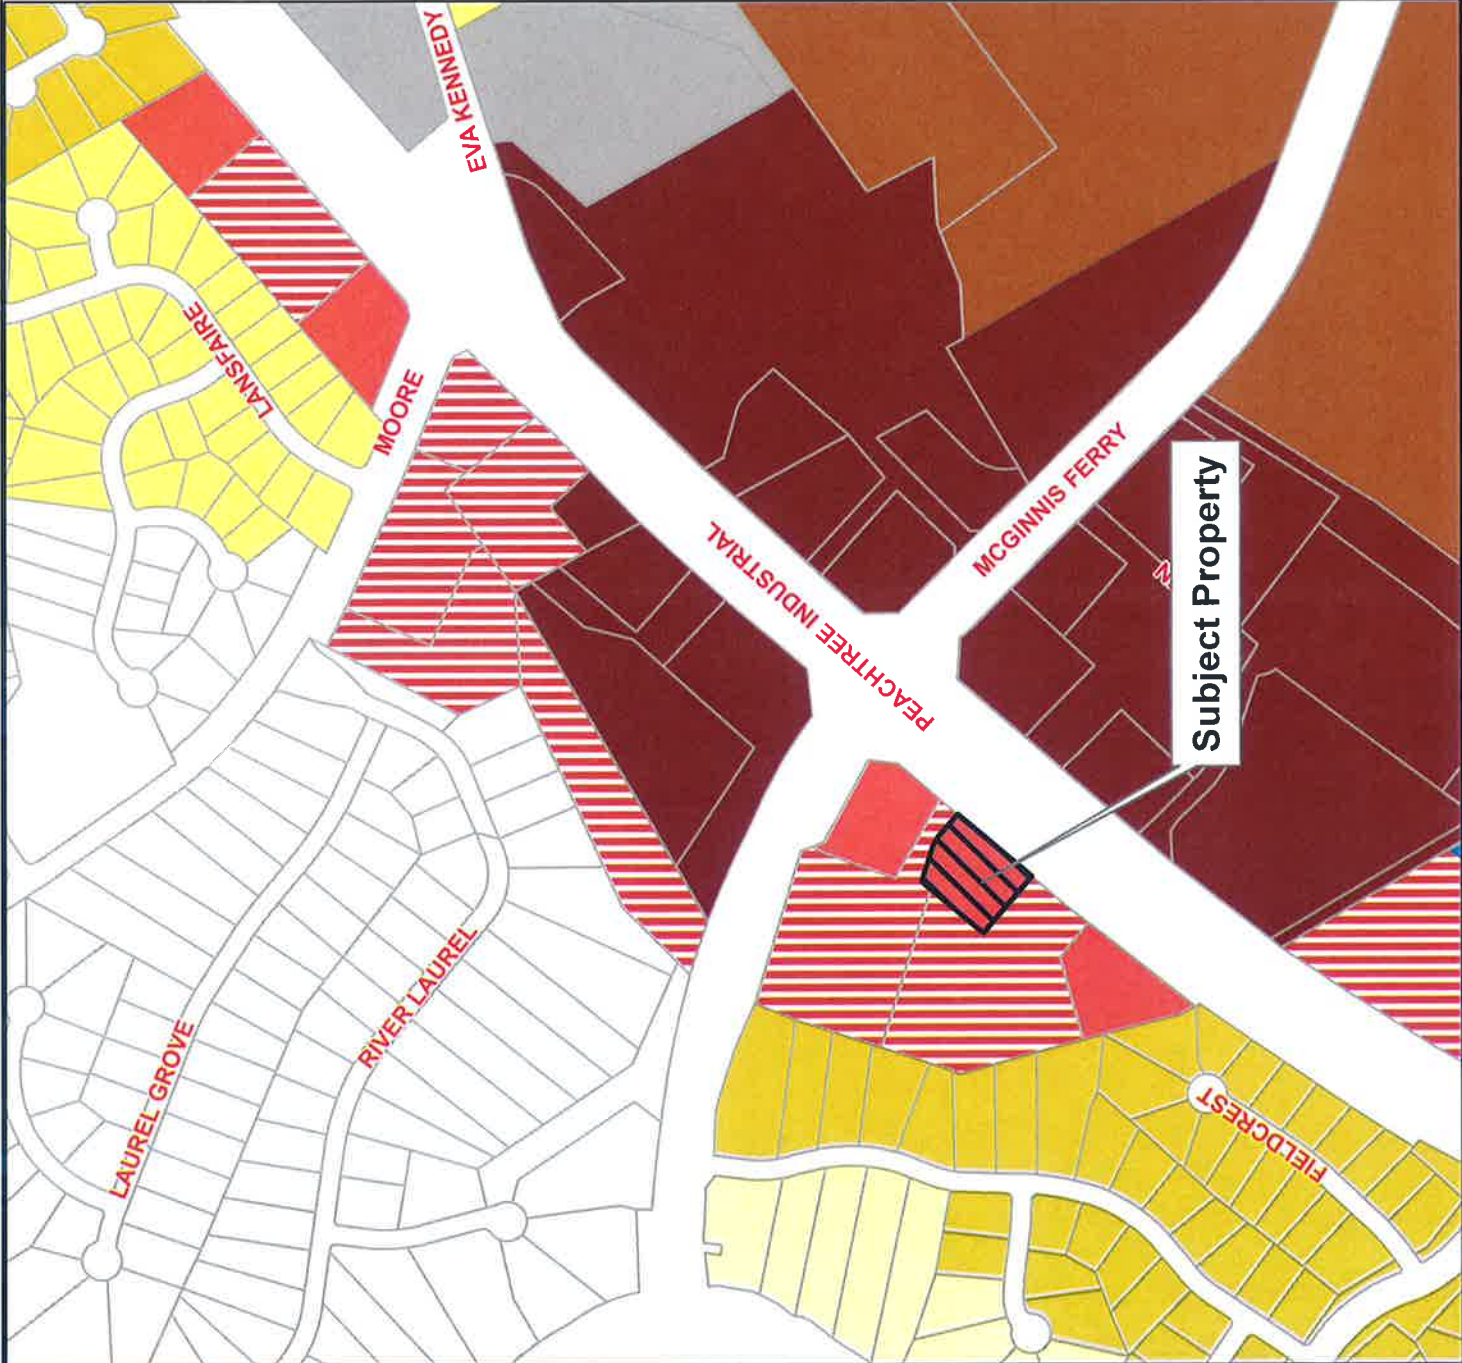 EVA KENNEDY
LANSFAIRE
MOORE
PEACHTREE INDUSTRIAL
MCGINNIS FERRY
N
Subject Property
RIVER LAUREL
LAUREL GROVE
FIELDCREST